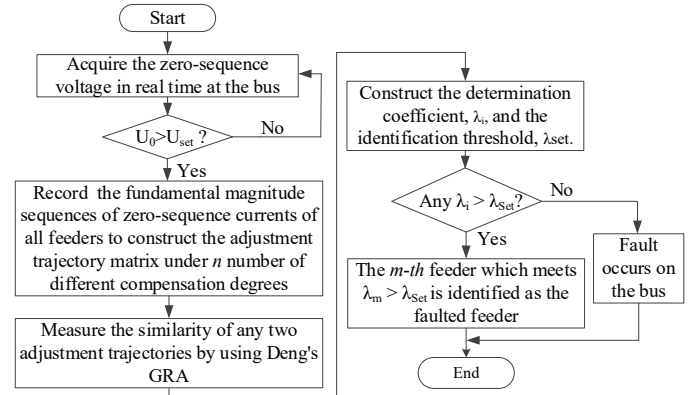 Start
Acquire the zero-sequence
voltage in real time at the bus
U₀>Uset ?
No
Yes
Record the fundamental magnitude
sequences of zero-sequence currents of
all feeders to construct the adjustment
trajectory matrix under n number of
different compensation degrees
Measure the similarity of any two
adjustment trajectories by using Deng's
GRA
Construct the determination
coefficient, λi, and the
identification threshold, λset.
Any λi > λSet?
No
Yes
The m-th feeder which meets
λm > λSet is identified as the
faulted feeder
Fault
occurs on
the bus
End